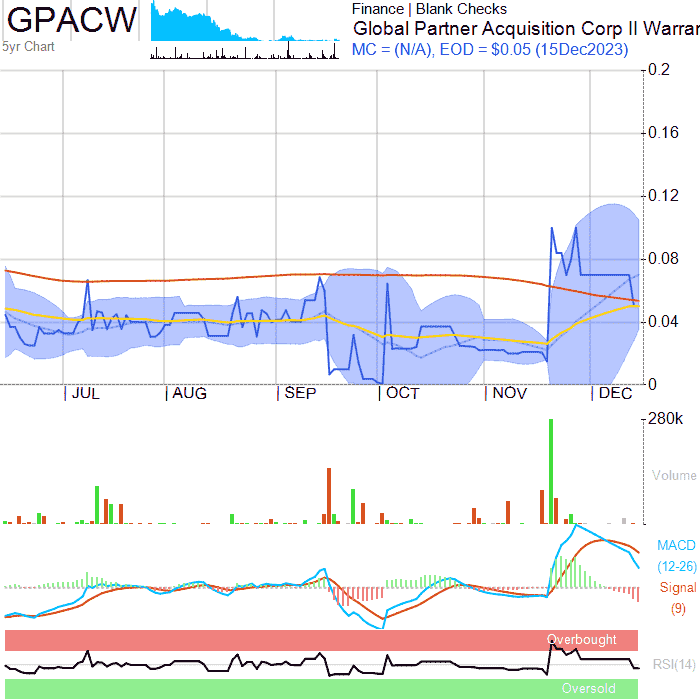 GPACW
5yr Chart
Finance | Blank Checks
Global Partner Acquisition Corp II Warran
MC = (N/A), EOD = $0.05 (15Dec2023)
0.2
0.16
0.12
0.08
0.04
0
JUL AUG SEP OCT NOV DEC
280k
Volume
MACD
(12-26)
Signal
(9)
Overbought
RSI(14)
Oversold